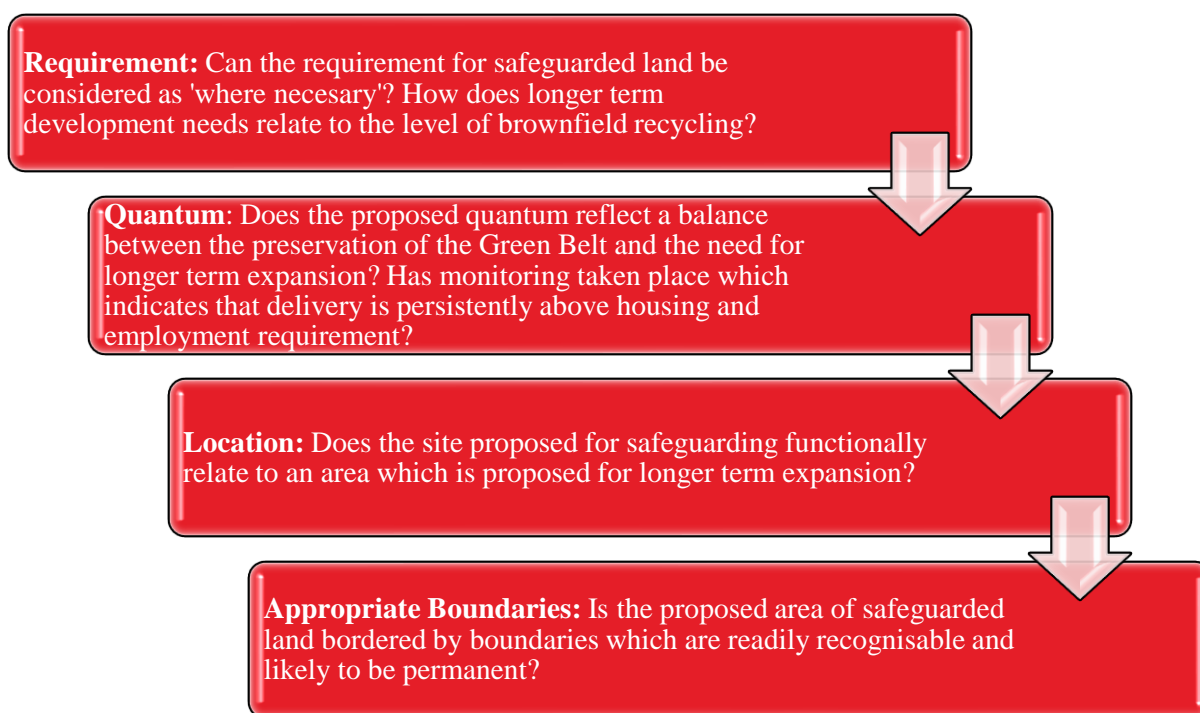 Requirement: Can the requirement for safeguarded land be
considered as 'where necesary'? How does longer term
development needs relate to the level of brownfield recycling?
Quantum: Does the proposed quantum reflect a balance
between the preservation of the Green Belt and the need for
longer term expansion? Has monitoring taken place which
indicates that delivery is persistently above housing and
employment requirement?
Location: Does the site proposed for safeguarding functionally
relate to an area which is proposed for longer term expansion?
Appropriate Boundaries: Is the proposed area of safeguarded
land bordered by boundaries which are readily recognisable and
likely to be permanent?